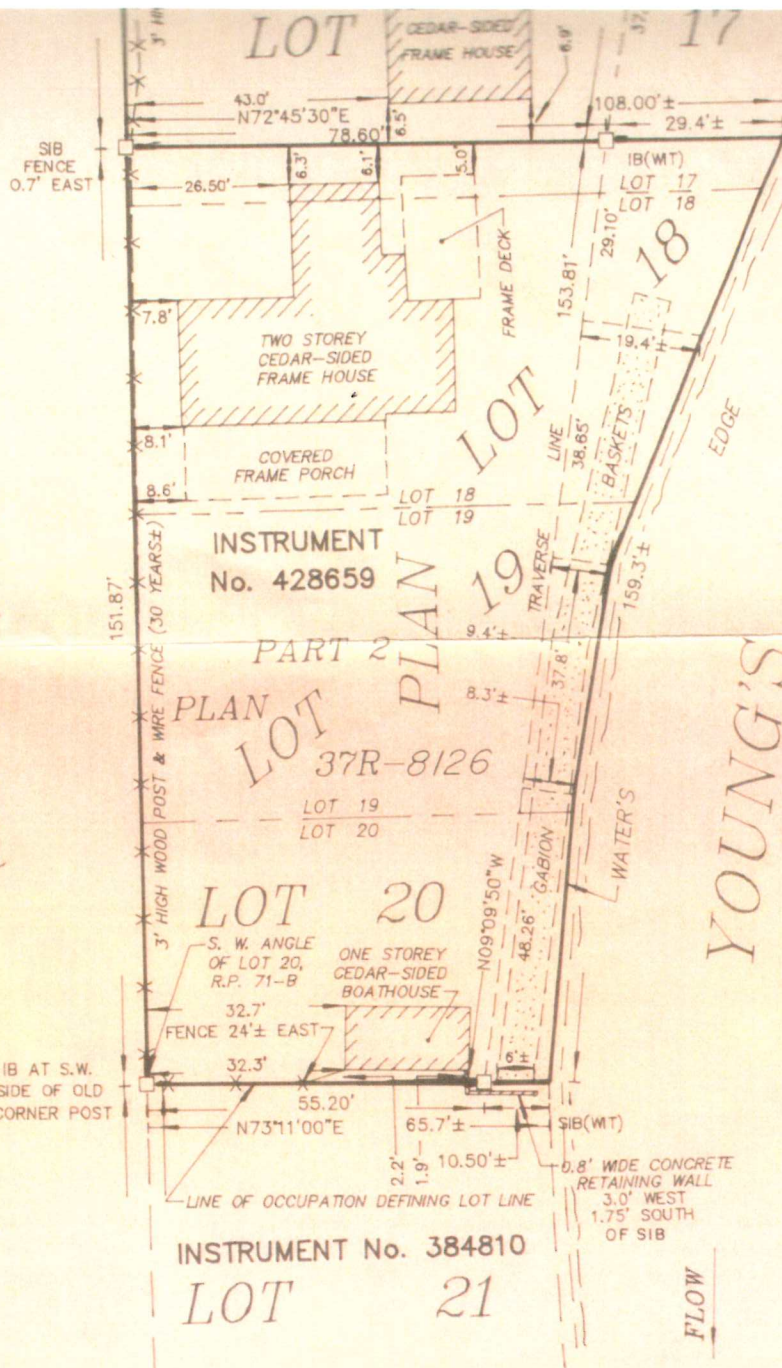 LOT
17
CEDAR-SIDED
FRAME HOUSE
6.9'
43.0'
N72°45'30"E
78.60'
6.5'
108.00'±
29.4'±
SIB
FENCE
0.7' EAST
26.50'
6.3'
6.1'
5.0'
IB(WIT)
LOT 17
LOT 18
29.10'
153.81'
FRAME DECK
LOT 18
7.8'
TWO STOREY
CEDAR-SIDED
FRAME HOUSE
19.4'±
EDGE
LINE
38.65'
BASKETS
8.1'
COVERED
FRAME PORCH
8.6'
LOT 18
LOT 19
INSTRUMENT
No. 428659
PLAN
19
TRAVERSE
159.3'±
151.87'
3' HIGH WOOD POST & WIRE FENCE (30 YEARS±)
9.4'±
37.8'
8.3'±
PART 2
PLAN
37R-8126
LOT
YOUNG'S
LOT 19
LOT 20
WATER'S
GABION
N09°09'50"W
48.26'
LOT 20
S. W. ANGLE
OF LOT 20,
R.P. 71-B
ONE STOREY
CEDAR-SIDED
BOATHOUSE
32.7'
FENCE 24'± EAST
32.3'
6'±
IB AT S.W.
SIDE OF OLD
CORNER POST
55.20'
N73°11'00"E
65.7'±
SIB(WIT)
2.2'
1.9'
10.50'±
0.8' WIDE CONCRETE
RETAINING WALL
3.0' WEST
1.75' SOUTH
OF SIB
LINE OF OCCUPATION DEFINING LOT LINE
INSTRUMENT No. 384810
LOT 21
FLOW